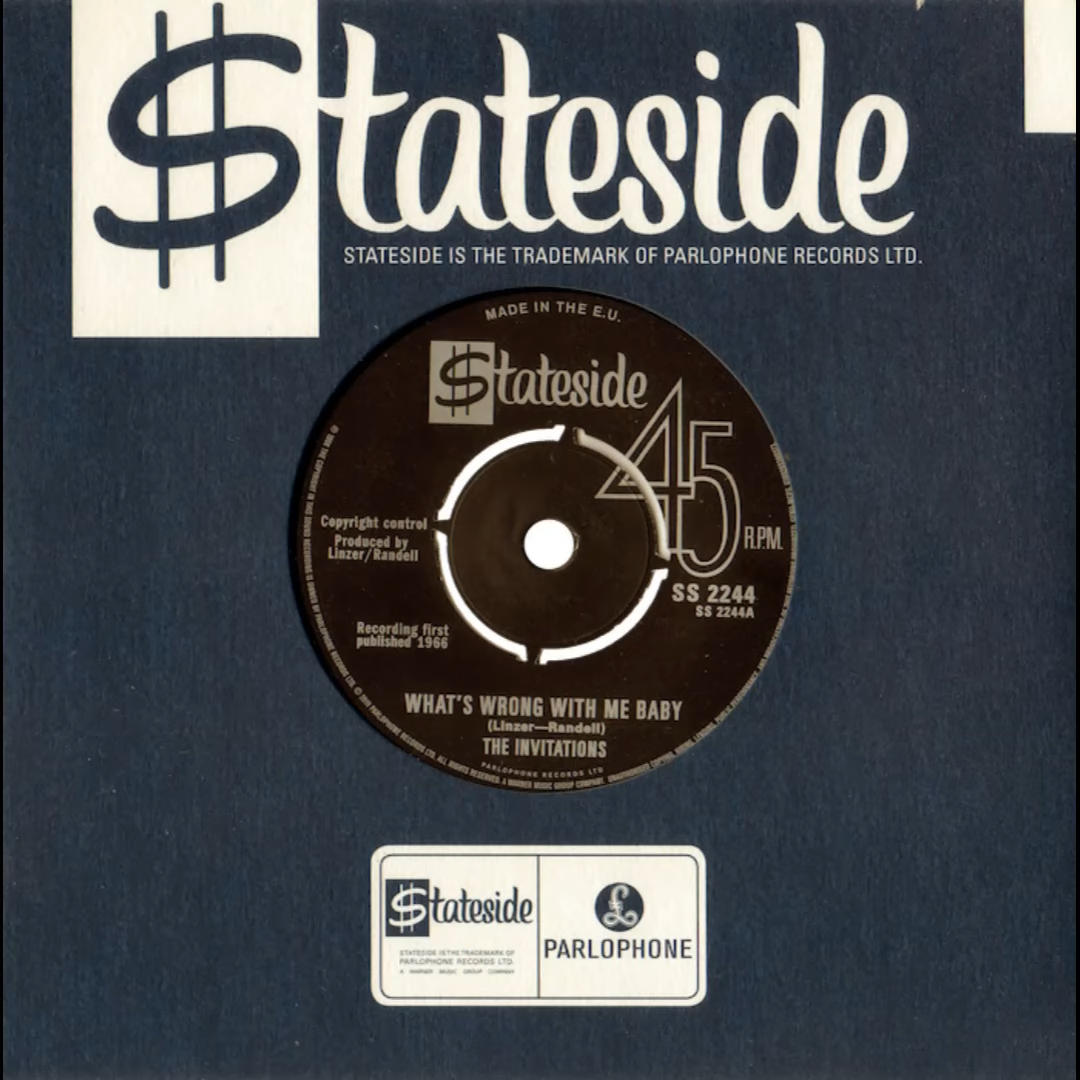 $tateside
STATESIDE IS THE TRADEMARK OF PARLOPHONE RECORDS LTD.
MADE IN THE E.U.
$tateside
45
R.P.M.
Copyright control
Produced by
Linzer/Randell
SS 2244
SS 2244A
Recording first
published 1966
WHAT'S WRONG WITH ME BABY
(Linzer—Randell)
THE INVITATIONS
PARLOPHONE RECORDS LTD
$tateside
STATESIDE IS THE TRADEMARK OF
PARLOPHONE RECORDS LTD.
A WARNER MUSIC GROUP COMPANY
£
PARLOPHONE